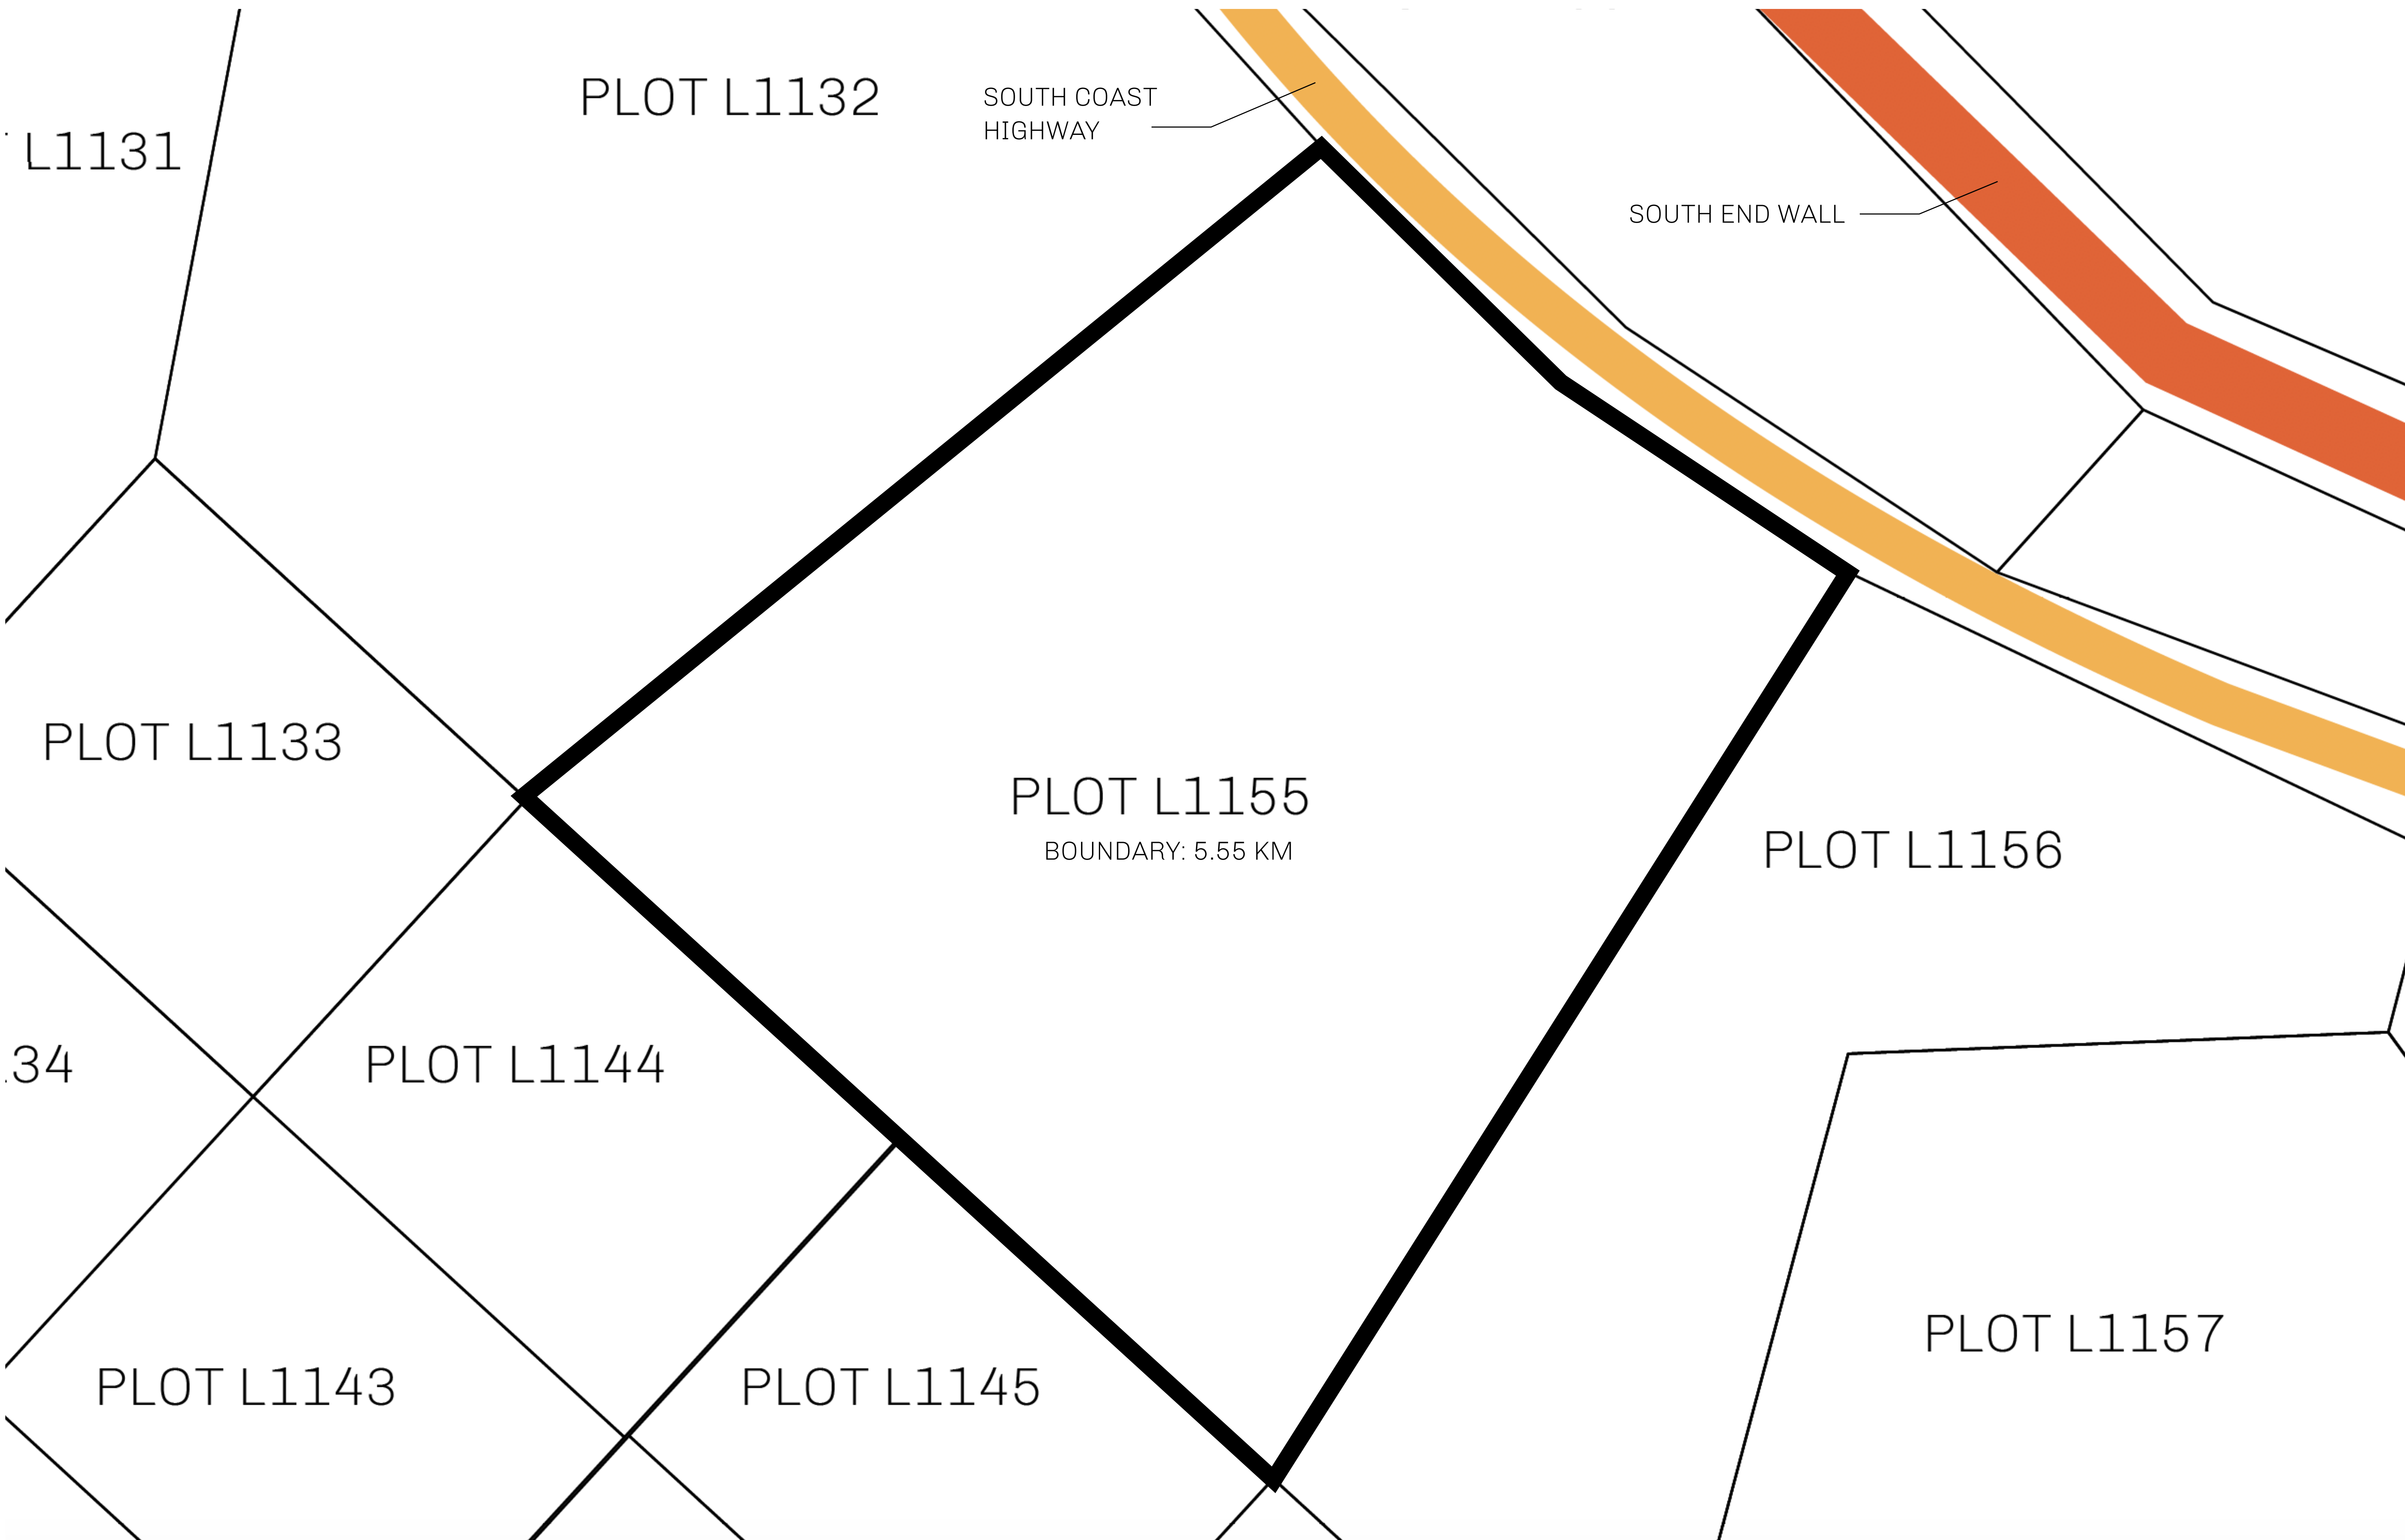 PLOT L1132
SOUTH COAST
HIGHWAY
L1131
SOUTH END WALL
PLOT L1133
PLOT L1155
BOUNDARY: 5.55 KM
PLOT L1156
34
PLOT L1144
PLOT L1157
PLOT L1143
PLOT L1145